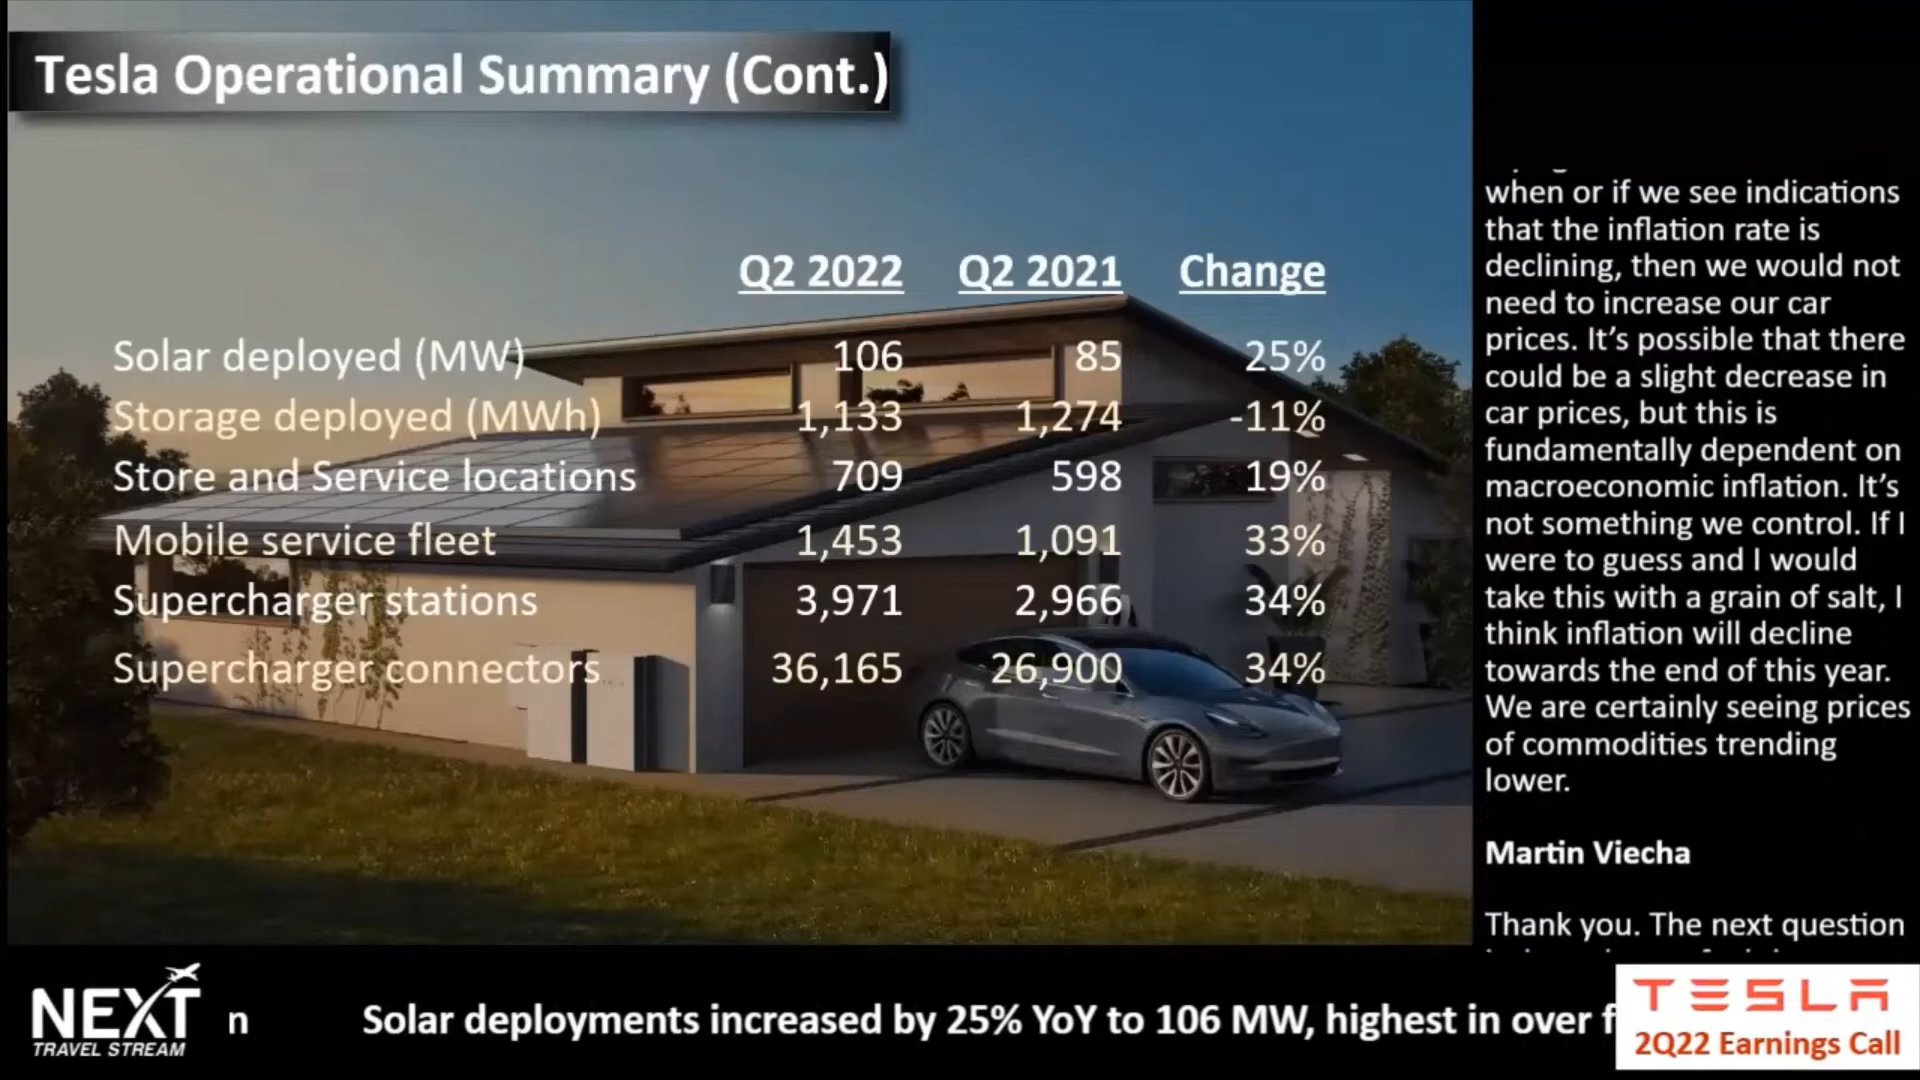 Tesla Operational Summary (Cont.)
Q2 2022 Q2 2021 Change
Solar deployed (MW) 106 85 25%
Storage deployed (MWh) 1,133 1,274 -11%
Store and Service locations 709 598 19%
Mobile service fleet 1,453 1,091 33%
Supercharger stations 3,971 2,966 34%
Supercharger connectors 36,165 26,900 34%
when or if we see indications
that the inflation rate is
declining, then we would not
need to increase our car
prices. It’s possible that there
could be a slight decrease in
car prices, but this is
fundamentally dependent on
macroeconomic inflation. It’s
not something we control. If I
were to guess and I would
take this with a grain of salt, I
think inflation will decline
towards the end of this year.
We are certainly seeing prices
of commodities trending
lower.
Martin Viecha
Thank you. The next question
NEXT
TRAVEL STREAM
n Solar deployments increased by 25% YoY to 106 MW, highest in over f
TESLA
2Q22 Earnings Call